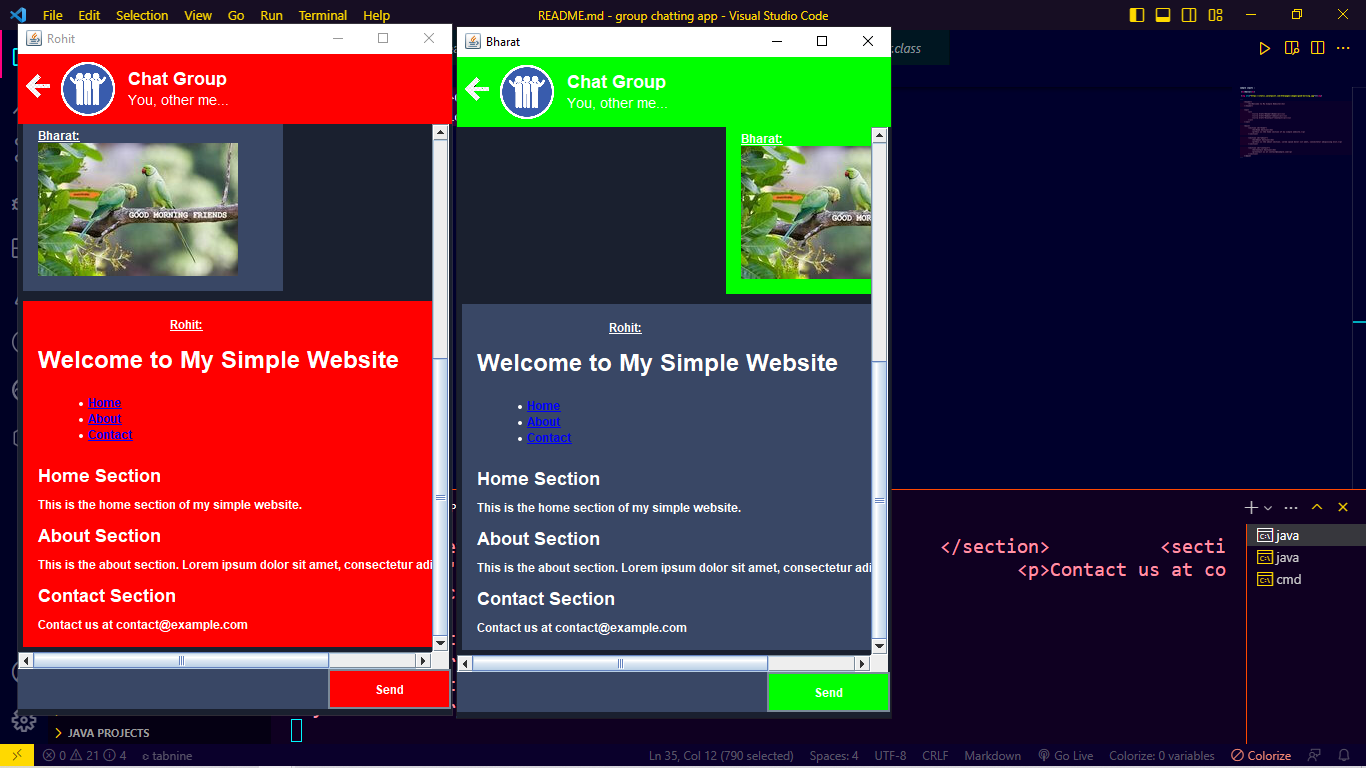 File Edit Selection View Go Run Terminal Help
README.md - group chatting app - Visual Studio Code
.class
Rohit
Chat Group
You, other me...
Bharat:
GOOD MORNING FRIENDS
Rohit:
Welcome to My Simple Website
Home
About
Contact
Home Section
This is the home section of my simple website.
About Section
This is the about section. Lorem ipsum dolor sit amet, consectetur adi
Contact Section
Contact us at contact@example.com
Send
Bharat
Chat Group
You, other me...
Bharat:
GOOD MOR
Rohit:
Welcome to My Simple Website
Home
About
Contact
Home Section
This is the home section of my simple website.
About Section
This is the about section. Lorem ipsum dolor sit amet, consectetur adi
Contact Section
Contact us at contact@example.com
Send
</section> <secti
<p>Contact us at co
java
java
cmd
JAVA PROJECTS
0 21 4 tabnine
Ln 35, Col 12 (790 selected) Spaces: 4 UTF-8 CRLF Markdown Go Live Colorize: 0 variables Colorize